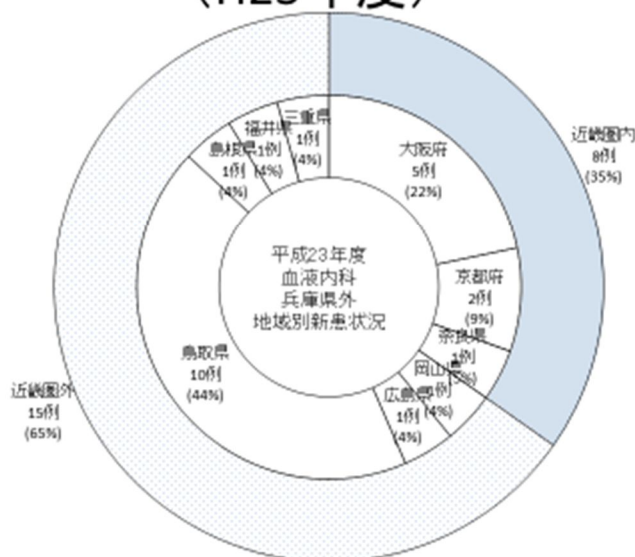 （H23年度）
三重県
1例
(4%)
福井県
1例
(4%)
島根県
1例
(4%)
大阪府
5例
(22%)
近畿圏内
8例
(35%)
平成23年度
血液内科
兵庫県外
地域別新患状況
京都府
2例
(9%)
奈良県
1例
岡山県
1例
(4%)
広島県
1例
(4%)
鳥取県
10例
(44%)
近畿圏外
15例
(65%)